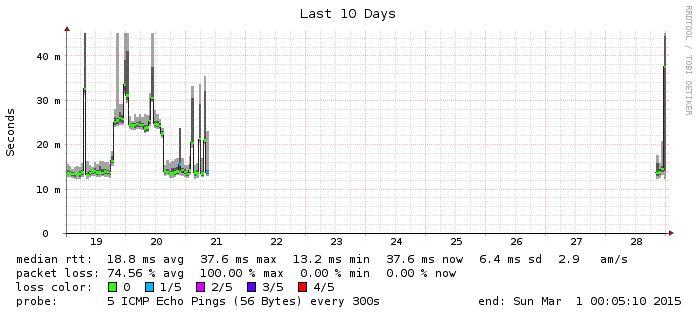 Last 10 Days
RRDTOOL / TOBI OETIKER
Seconds
40 m
30 m
20 m
10 m
0
19 20 21 22 23 24 25 26 27 28
median rtt: 18.8 ms avg 37.6 ms max 13.2 ms min 37.6 ms now 6.4 ms sd 2.9 am/s
packet loss: 74.56 % avg 100.00 % max 0.00 % min 0.00 % now
loss color: 0 1/5 2/5 3/5 4/5
probe: 5 ICMP Echo Pings (56 Bytes) every 300s end: Sun Mar 1 00:05:10 2015